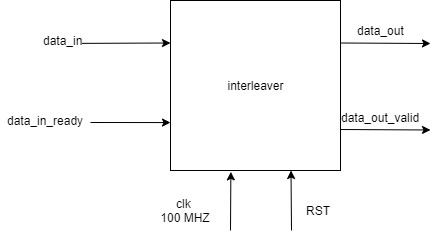 data_in
data_out
interleaver
data_in_ready
data_out_valid
clk
100 MHZ
RST